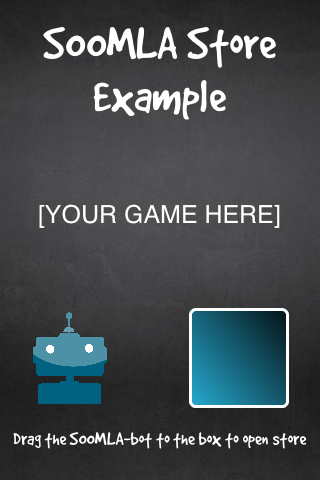 SOOMLA Store
Example
[YOUR GAME HERE]
Drag the SOOMLA-bot to the box to open store